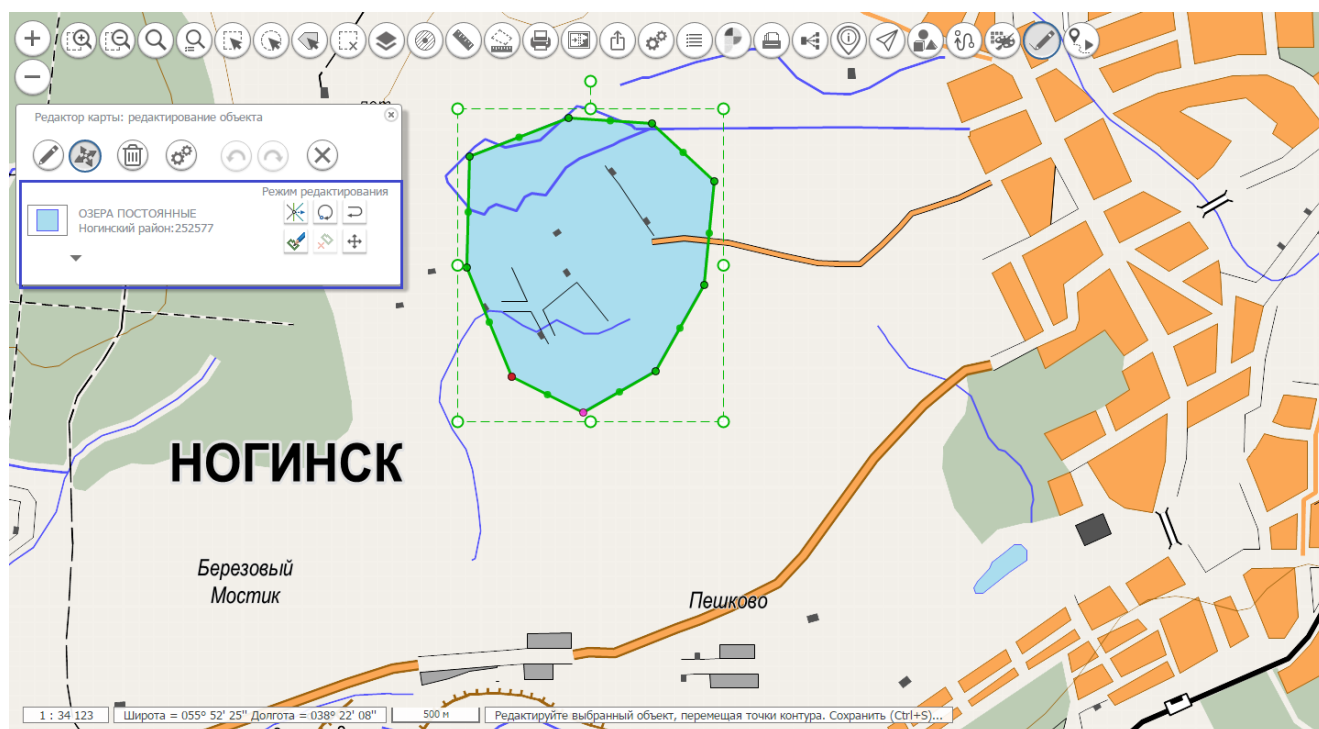 Редактор карты: редактирование объекта
Режим редактирования
ОЗЕРА ПОСТОЯННЫЕ
Ногинский район:252577
НОГИНСК
Березовый
Мостик
Пешково
1 : 34 123
Широта = 055° 52' 25" Долгота = 038° 22' 08"
500 м
Редактируйте выбранный объект, перемещая точки контура. Сохранить (Ctrl+S)...